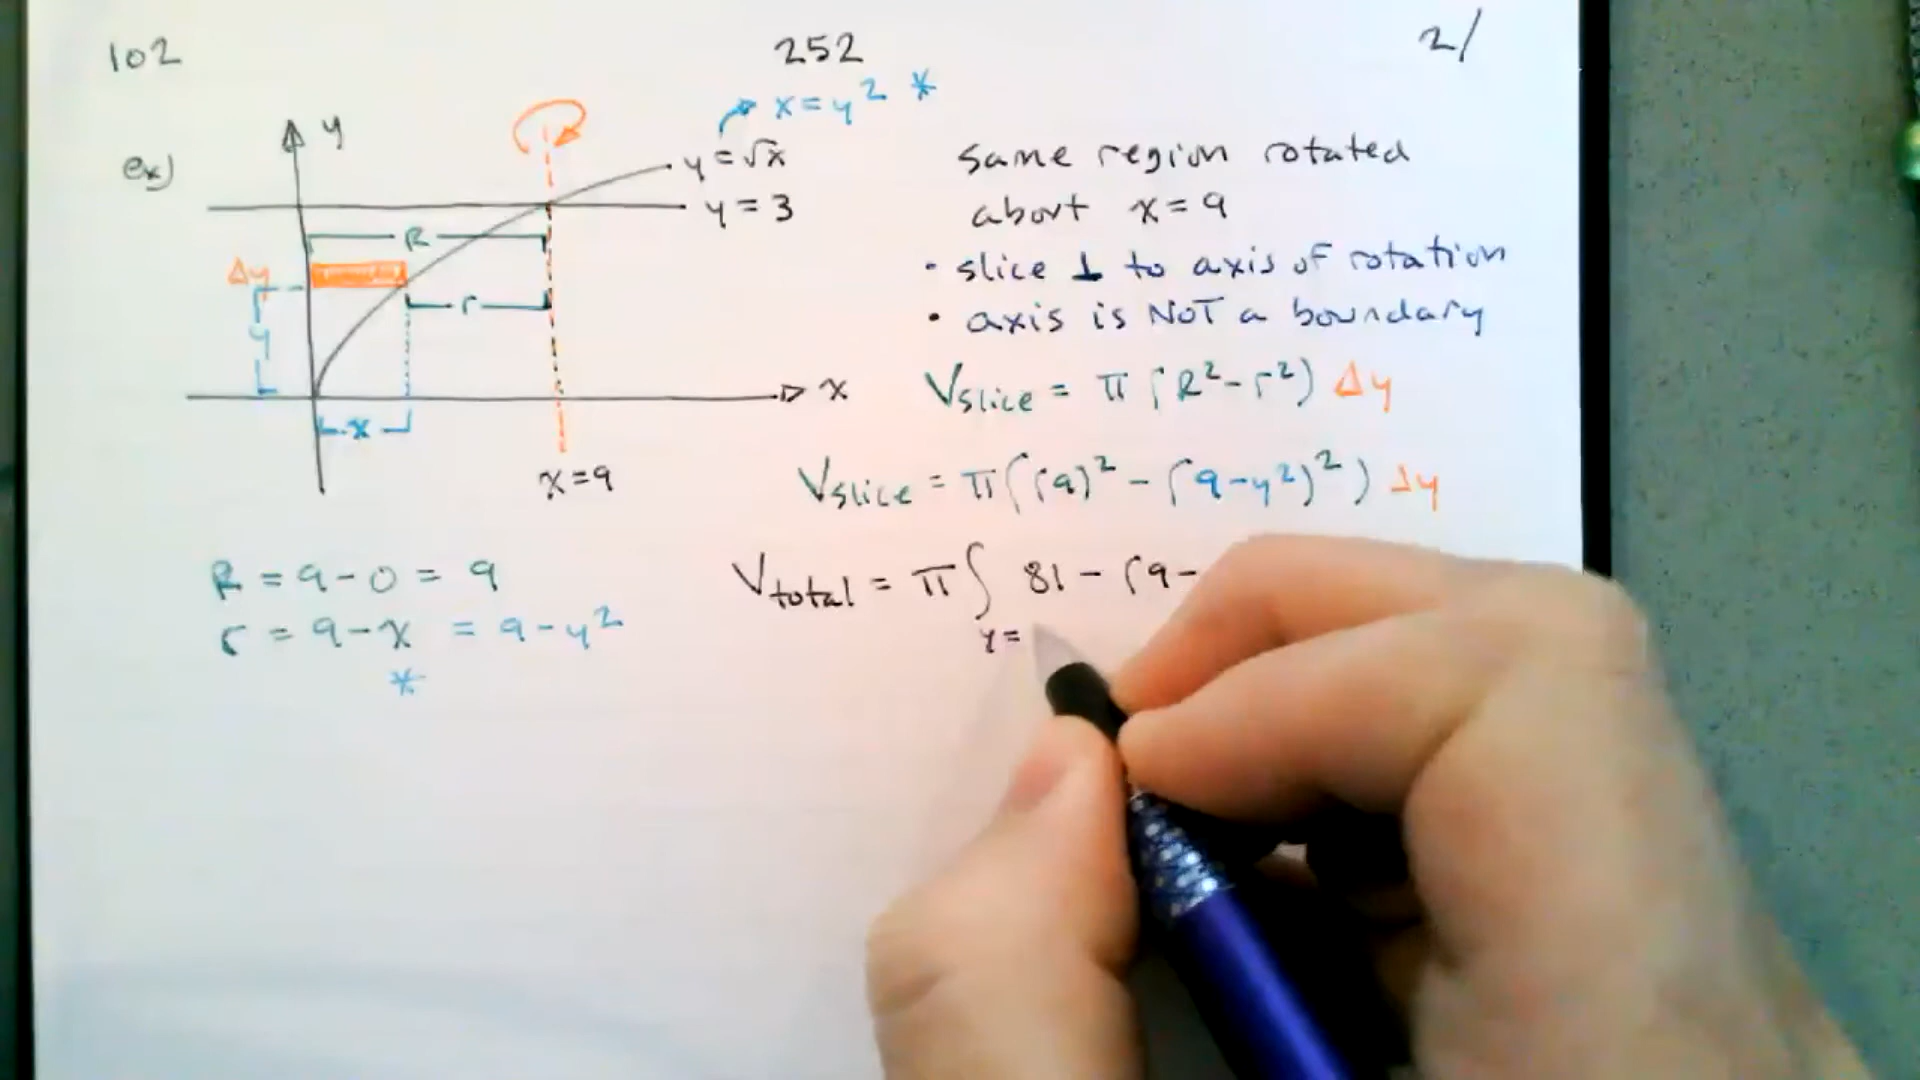 102
252
2/
x = y² *
ex)
y
y = √x
y = 3
R
Δy
r
y
x
x
x = 9
same region rotated
about x = 9
• slice ⊥ to axis of rotation
• axis is NOT a boundary
Vslice = π (R² - r²) Δy
Vslice = π((9)² - (9-y²)²) Δy
Vtotal = π∫ 81 - (9 -
y =
R = 9 - 0 = 9
r = 9 - x = 9 - y²
*